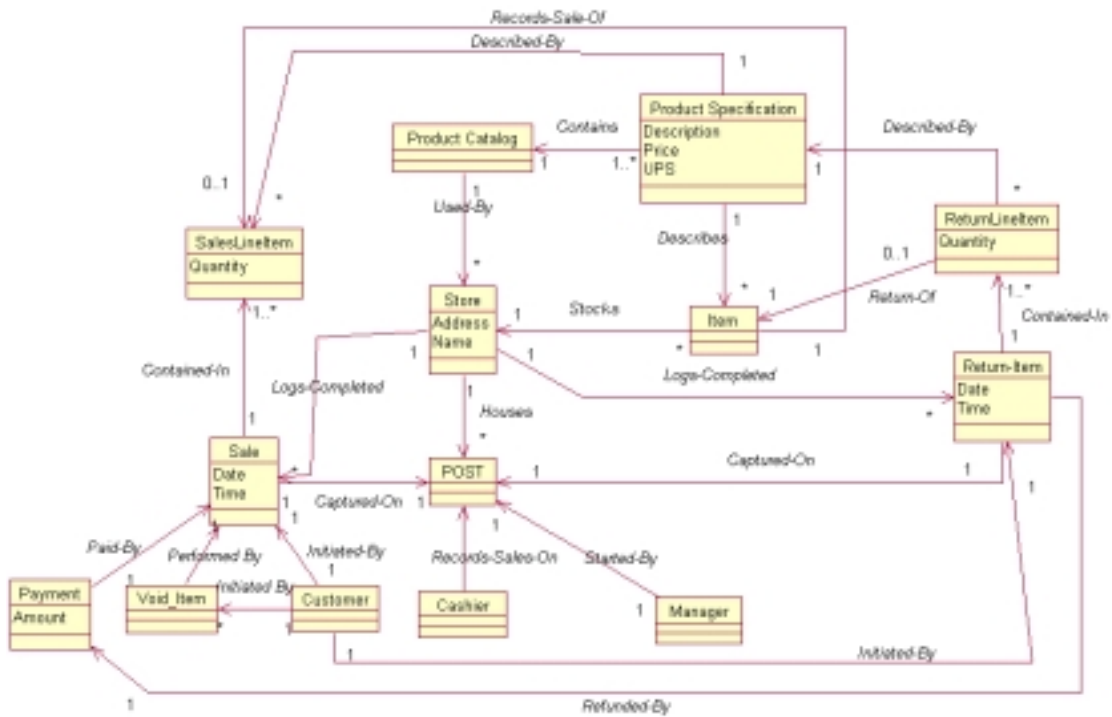 Records-Sale-Of
Described-By
1
Product Specification
Description
Price
UPS
Product Catalog
Contains
1
1..*
Described-By
1
*
0..1
*
1
Used-By
1
Describes
ReturnLineItem
Quantity
SalesLineItem
Quantity
*
*
0..1
1
Return-Of
1..*
Store
Address
Name
1
Stocks
Item
*
1
1..*
Contained-In
1
Contained-In
1
Logs-Completed
1
1
Logs-Completed
Return-Item
Date
Time
*
Houses
*
1
Sale
Date
Time
*
POST
1
Captured-On
1
1
Captured-On
1
1
1
1
1
Paid-By
Performed By
Initiated-By
Records-Sales-On
Started-By
1
1
Payment
Amount
Void_Item
Initiated By
Customer
*
1
Cashier
1
Manager
1
Initiated-By
1
Refunded-By